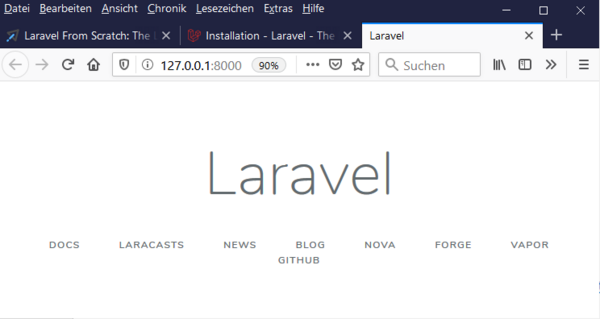 Datei Bearbeiten Ansicht Chronik Lesezeichen Extras Hilfe
Laravel From Scratch: The Installation - Laravel - The Laravel
127.0.0.1:8000 90% Suchen
Laravel
DOCS LARACASTS NEWS BLOG NOVA FORGE VAPOR
GITHUB